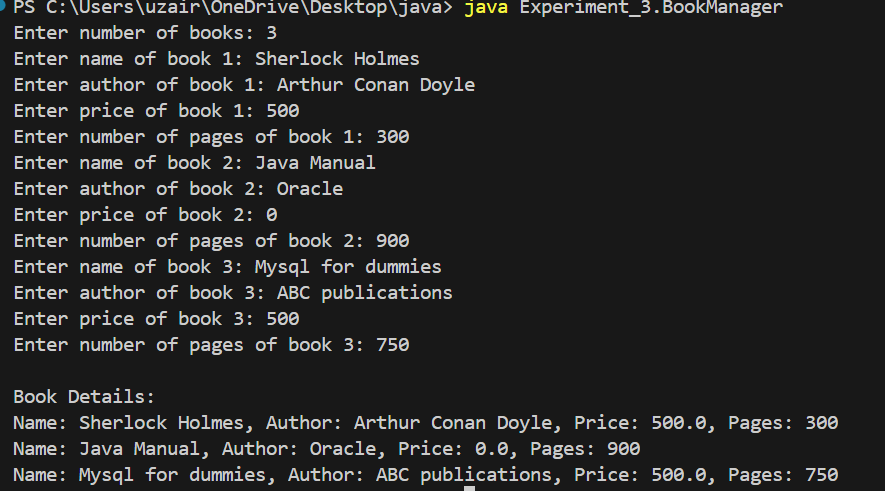 PS C:\Users\uzair\OneDrive\Desktop\java> java Experiment_3.BookManager
Enter number of books: 3
Enter name of book 1: Sherlock Holmes
Enter author of book 1: Arthur Conan Doyle
Enter price of book 1: 500
Enter number of pages of book 1: 300
Enter name of book 2: Java Manual
Enter author of book 2: Oracle
Enter price of book 2: 0
Enter number of pages of book 2: 900
Enter name of book 3: Mysql for dummies
Enter author of book 3: ABC publications
Enter price of book 3: 500
Enter number of pages of book 3: 750
Book Details:
Name: Sherlock Holmes, Author: Arthur Conan Doyle, Price: 500.0, Pages: 300
Name: Java Manual, Author: Oracle, Price: 0.0, Pages: 900
Name: Mysql for dummies, Author: ABC publications, Price: 500.0, Pages: 750